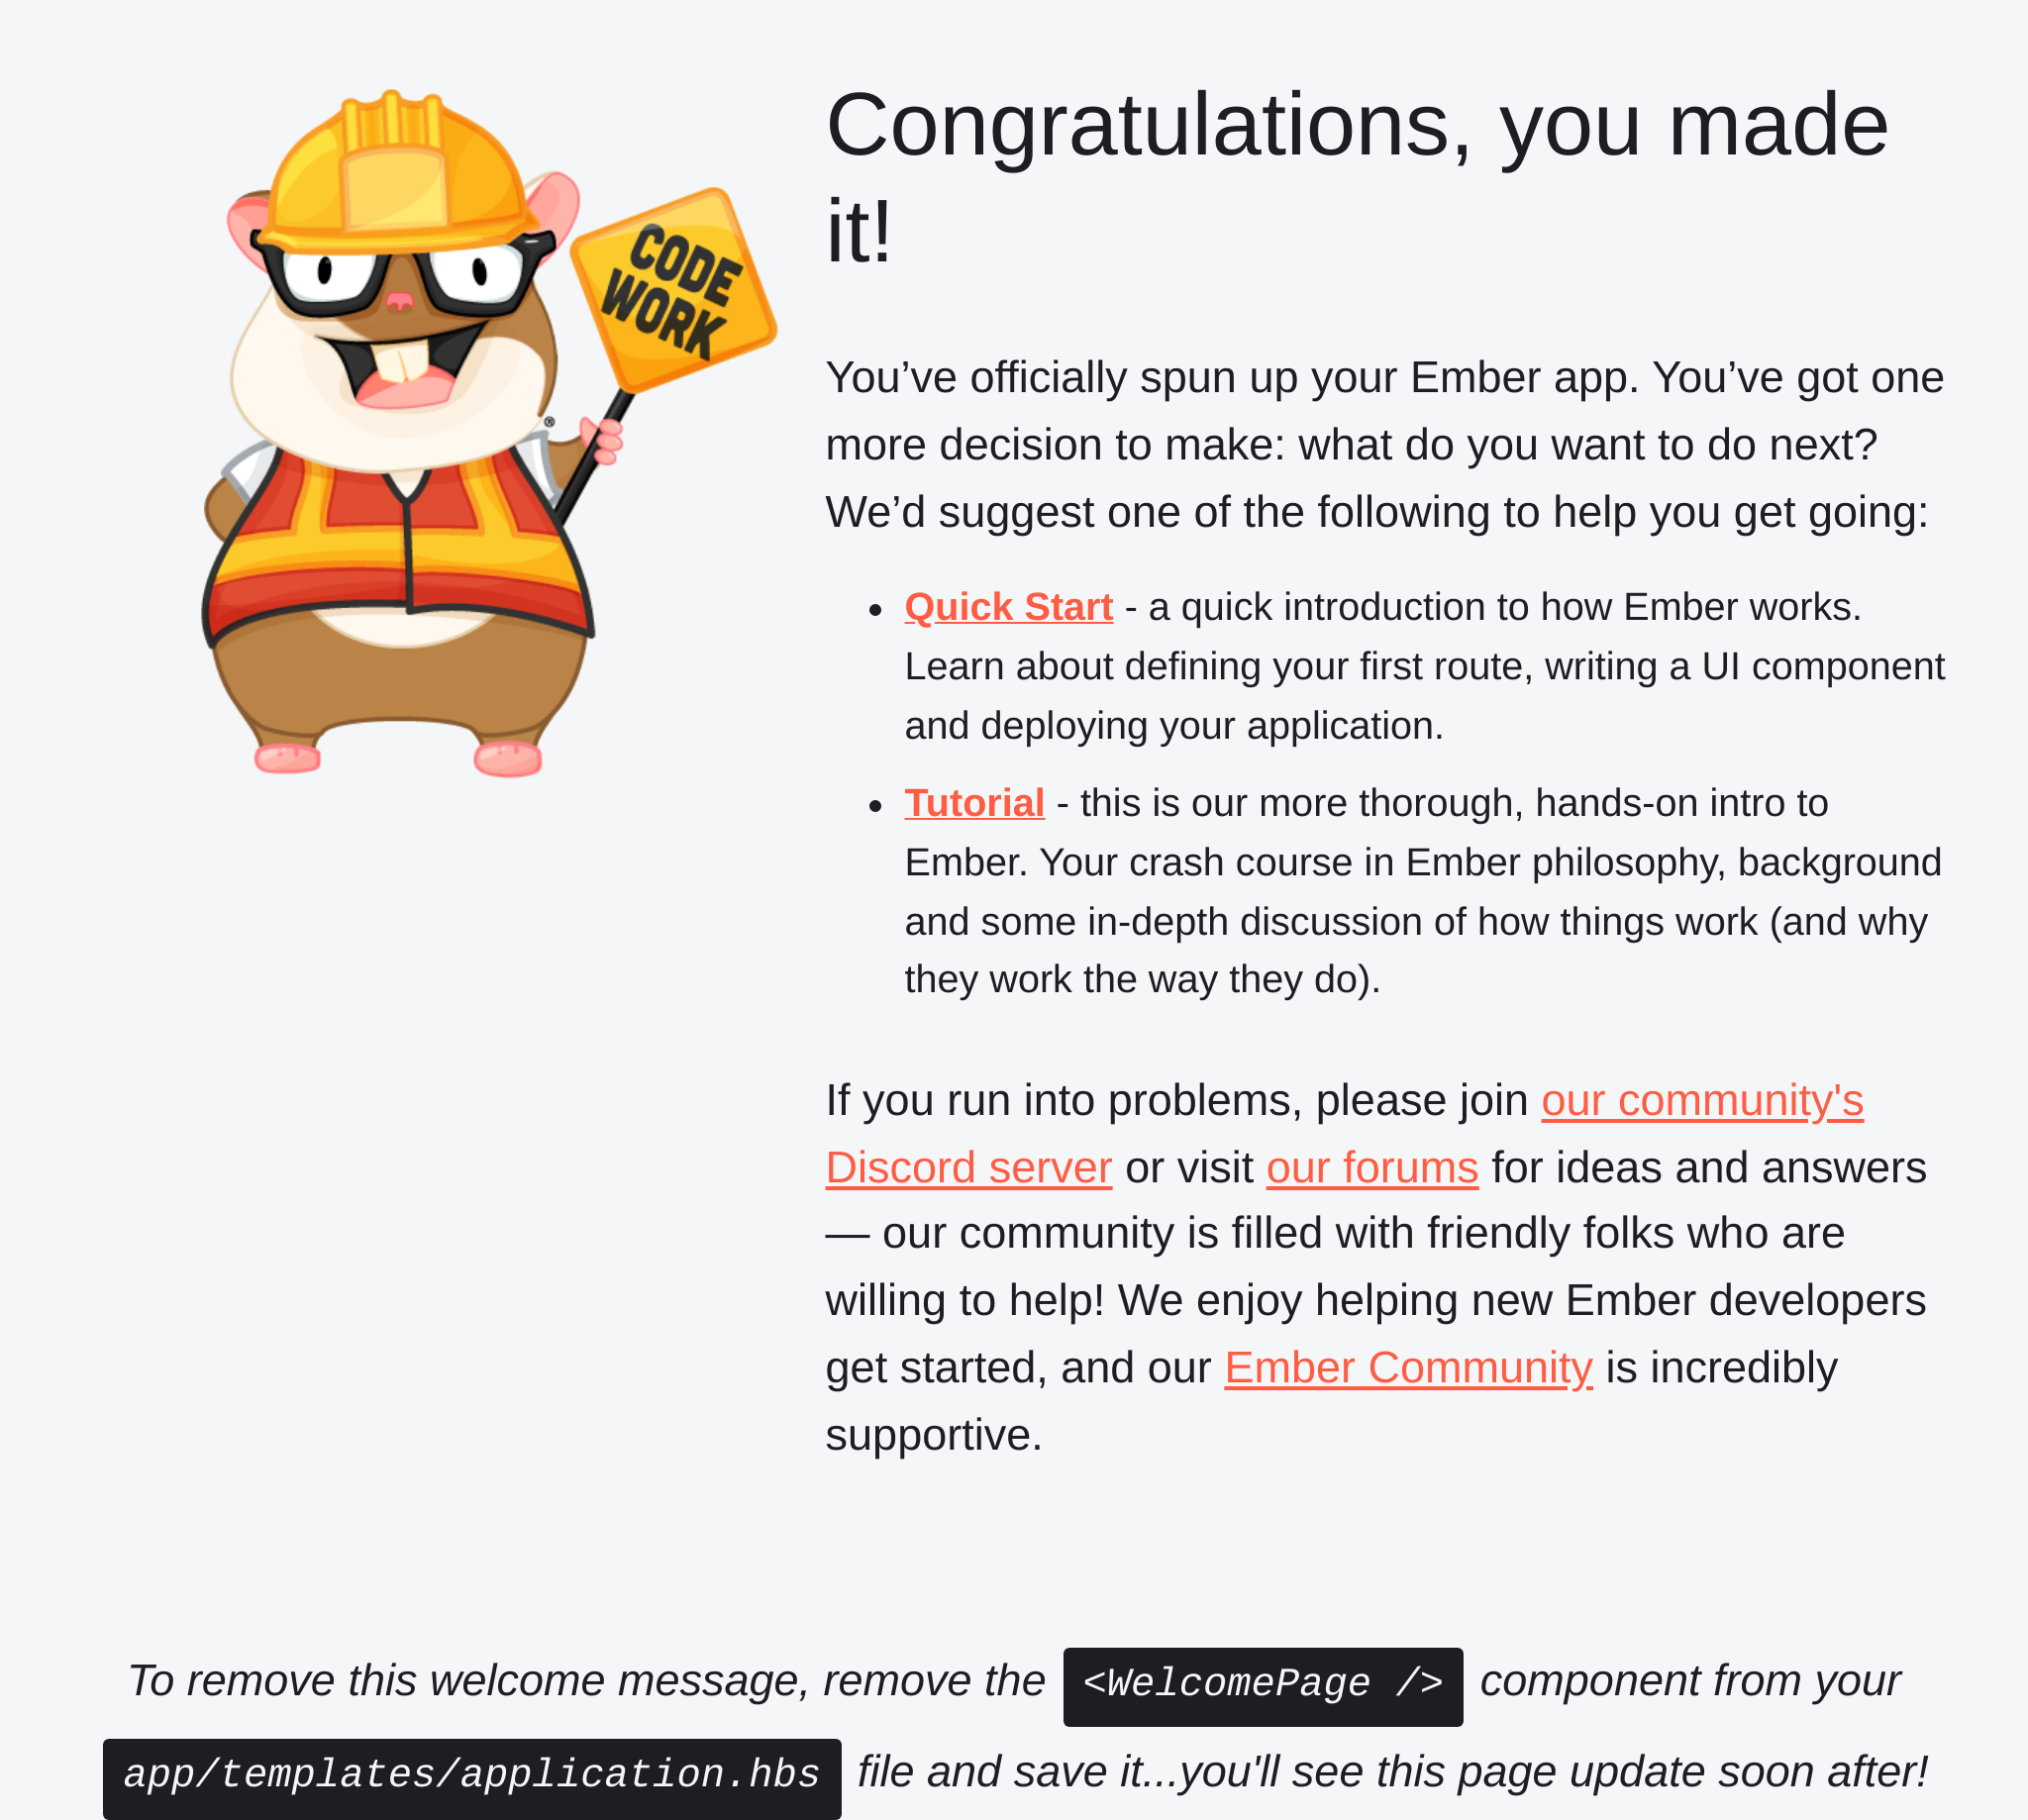 Congratulations, you made
it!
CODE
WORK
®
You’ve officially spun up your Ember app. You’ve got one
more decision to make: what do you want to do next?
We’d suggest one of the following to help you get going:
• Quick Start - a quick introduction to how Ember works.
Learn about defining your first route, writing a UI component
and deploying your application.
• Tutorial - this is our more thorough, hands-on intro to
Ember. Your crash course in Ember philosophy, background
and some in-depth discussion of how things work (and why
they work the way they do).
If you run into problems, please join our community's
Discord server or visit our forums for ideas and answers
— our community is filled with friendly folks who are
willing to help! We enjoy helping new Ember developers
get started, and our Ember Community is incredibly
supportive.
To remove this welcome message, remove the <WelcomePage /> component from your
app/templates/application.hbs file and save it...you'll see this page update soon after!